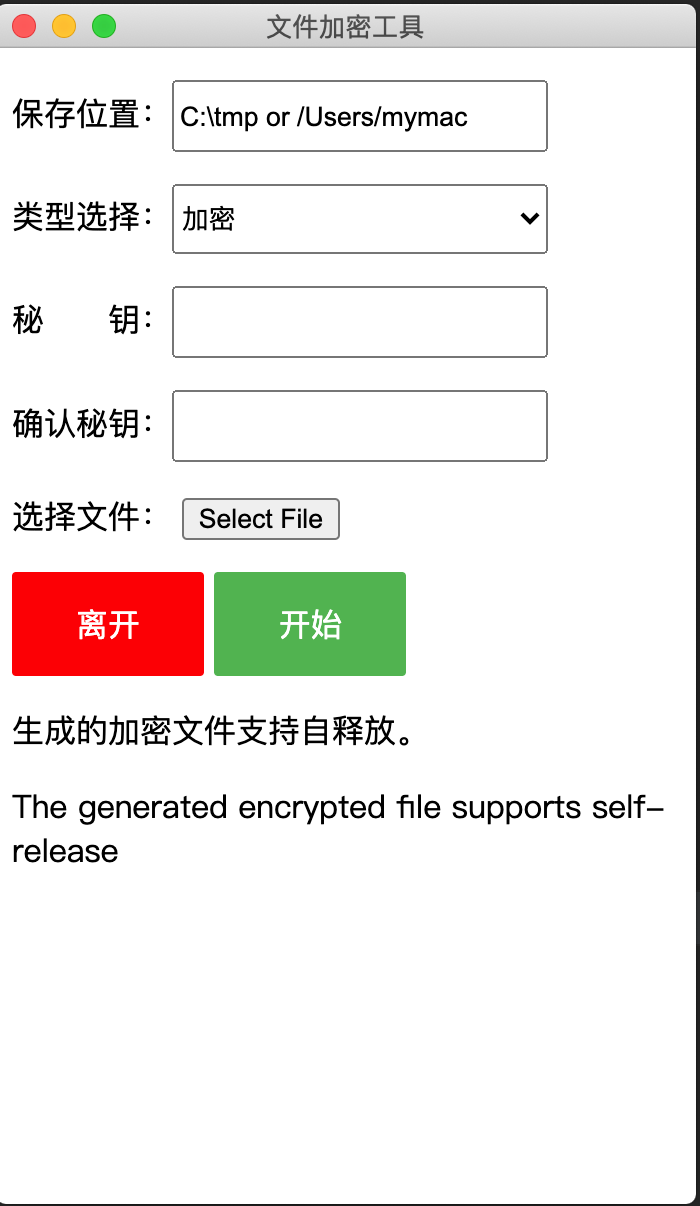 文件加密工具
保存位置： C:\tmp or /Users/mymac
类型选择： 加密
秘　　钥：
确认秘钥：
选择文件： Select File
离开 开始
生成的加密文件支持自释放。
The generated encrypted file supports self-
release